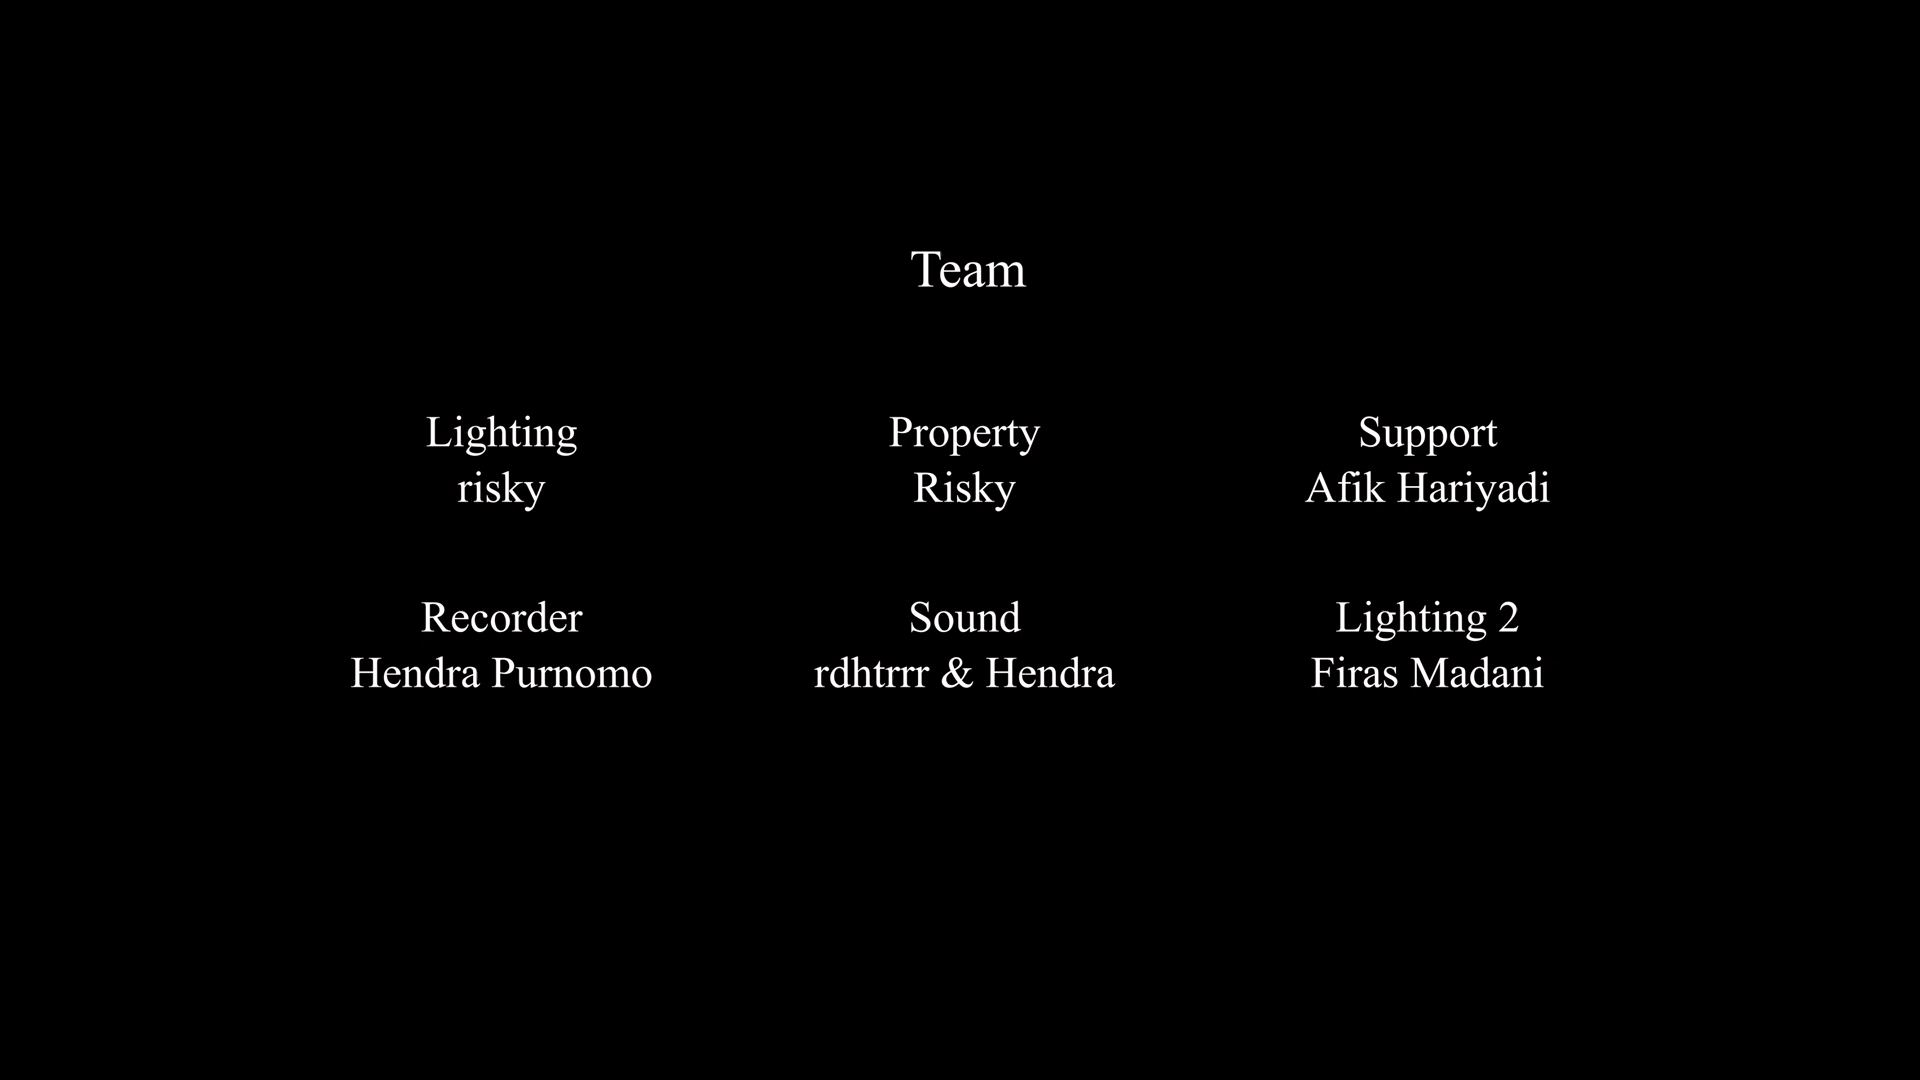 Team
Lighting
risky
Property
Risky
Support
Afik Hariyadi
Recorder
Hendra Purnomo
Sound
rdhtrrr & Hendra
Lighting 2
Firas Madani